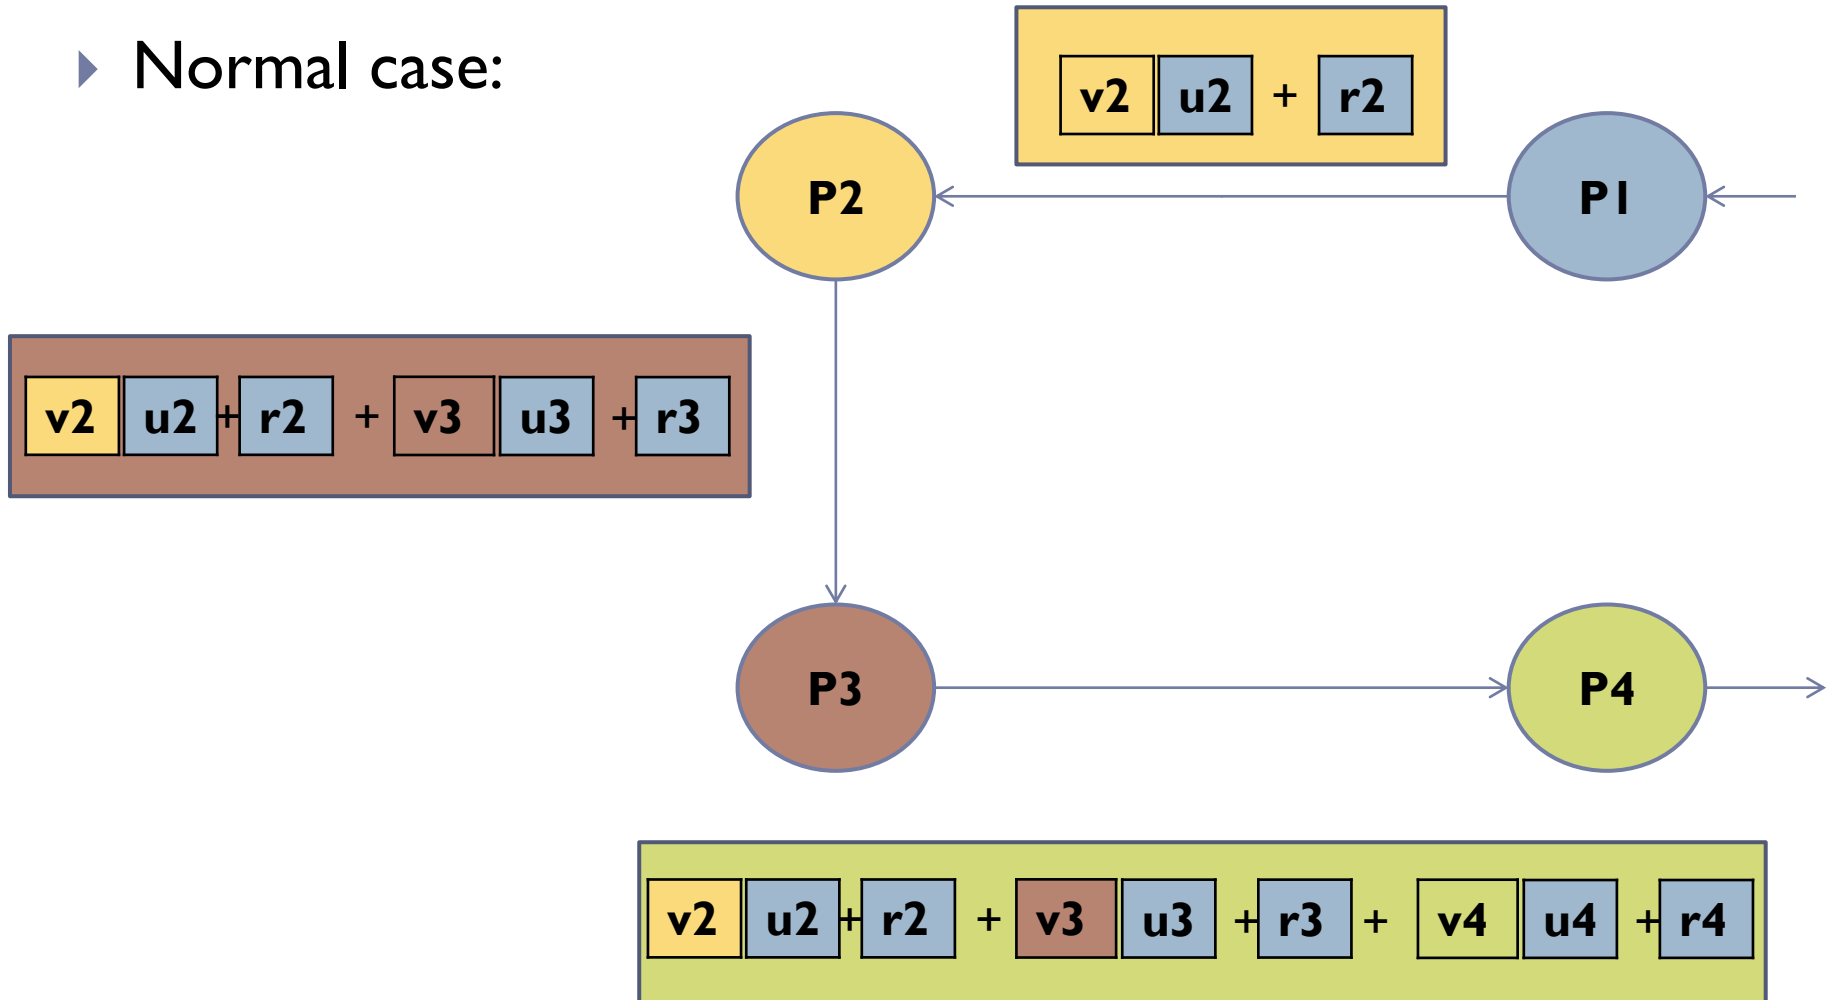 Normal case:
v2 u2 + r2
P2
P1
v2 u2 + r2 + v3 u3 + r3
P3
P4
v2 u2 + r2 + v3 u3 + r3 + v4 u4 + r4